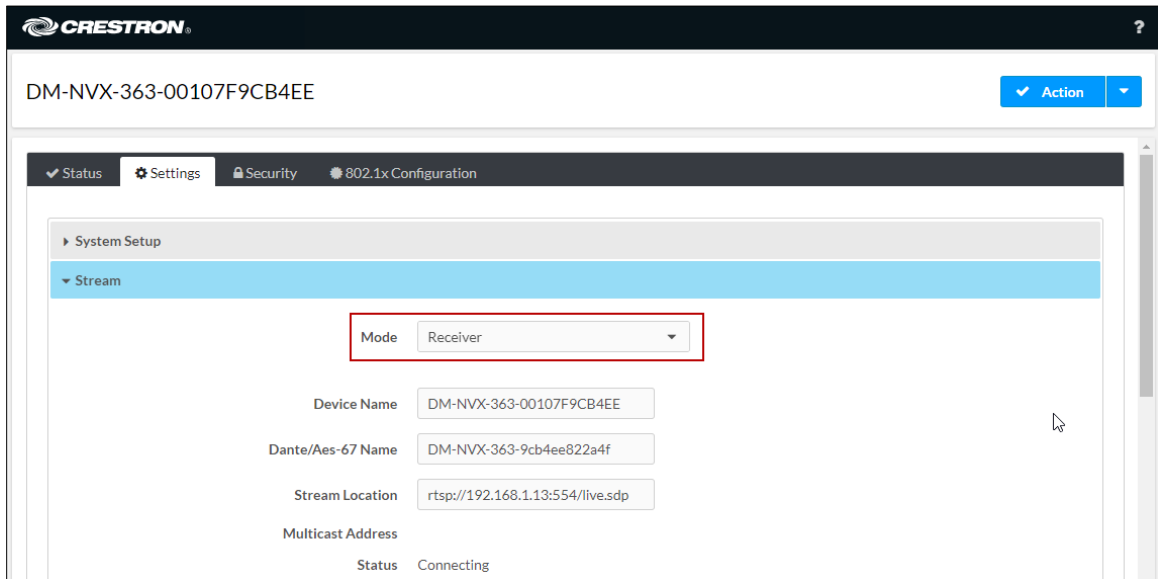 CRESTRON®
?
DM-NVX-363-00107F9CB4EE
Action
Status Settings Security 802.1x Configuration
System Setup
Stream
Mode Receiver
Device Name DM-NVX-363-00107F9CB4EE
Dante/Aes-67 Name DM-NVX-363-9cb4ee822a4f
Stream Location rtsp://192.168.1.13:554/live.sdp
Multicast Address
Status Connecting